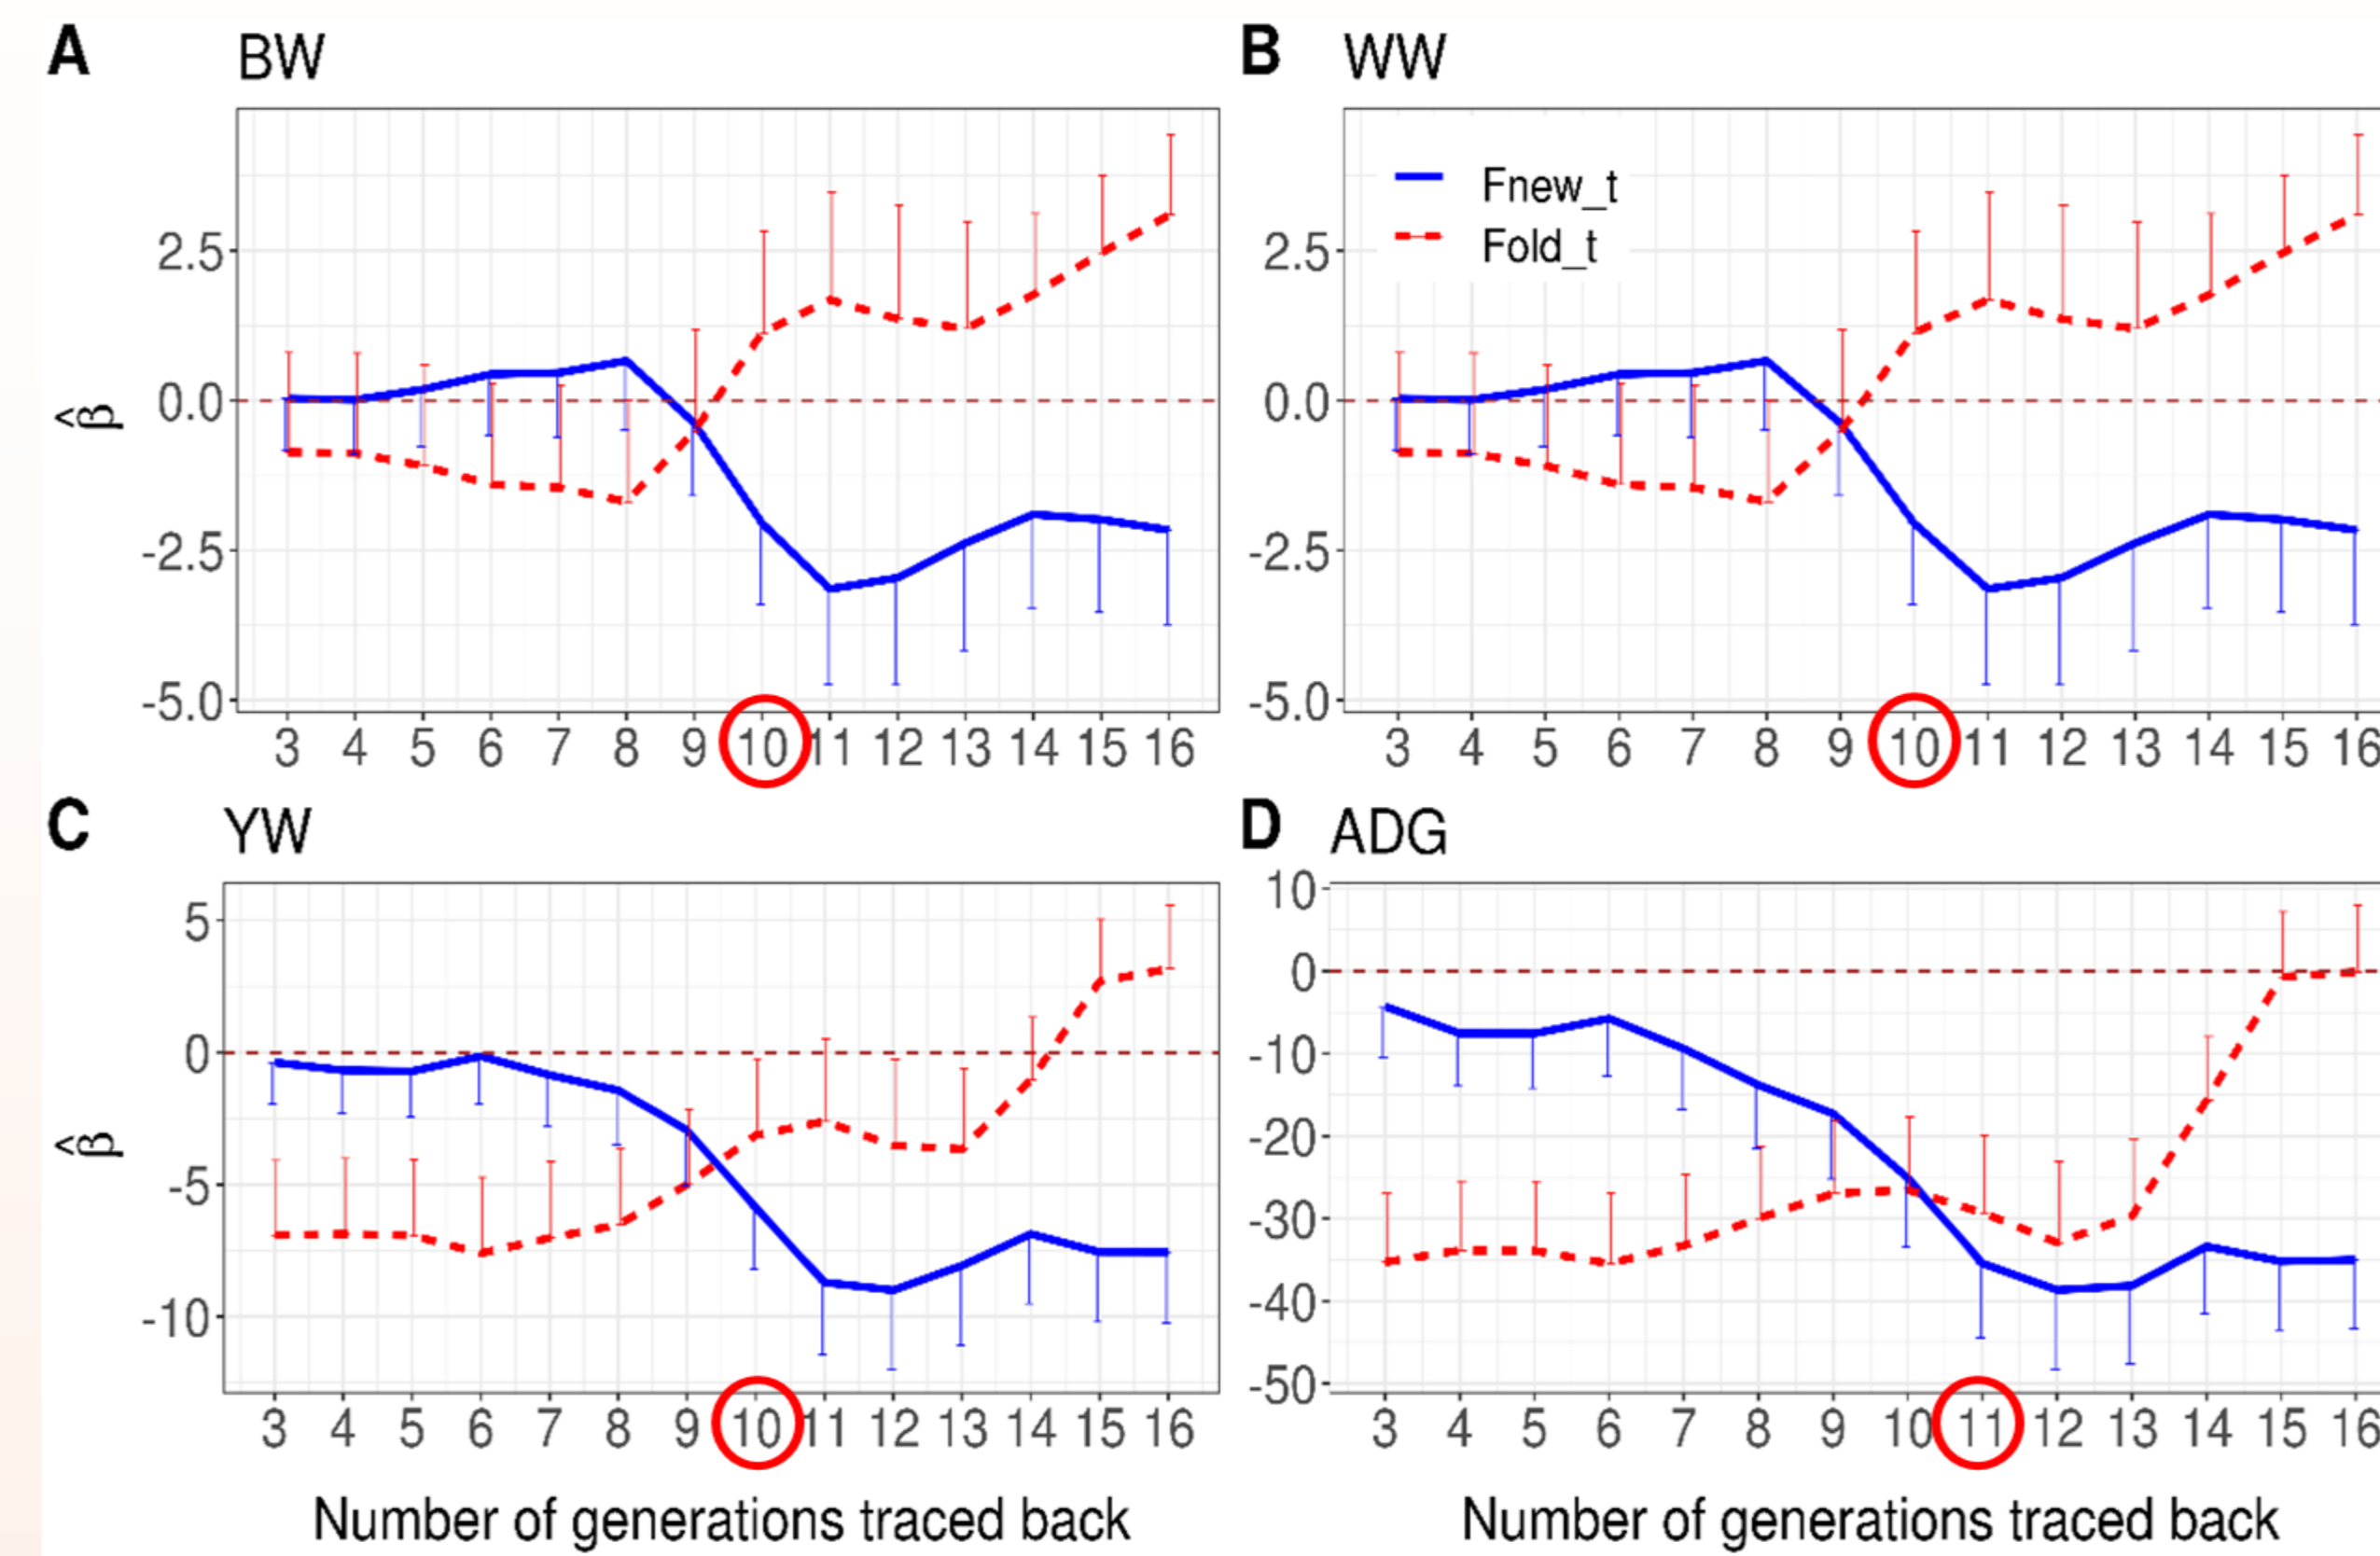 A BW
B WW
Fnew_t
Fold_t
2.5
0.0
-2.5
-5.0
β̂
3 4 5 6 7 8 9 10 11 12 13 14 15 16
2.5
0.0
-2.5
-5.0
3 4 5 6 7 8 9 10 11 12 13 14 15 16
C YW
5
0
-5
-10
β̂
3 4 5 6 7 8 9 10 11 12 13 14 15 16
Number of generations traced back
D ADG
10
0
-10
-20
-30
-40
-50
3 4 5 6 7 8 9 10 11 12 13 14 15 16
Number of generations traced back